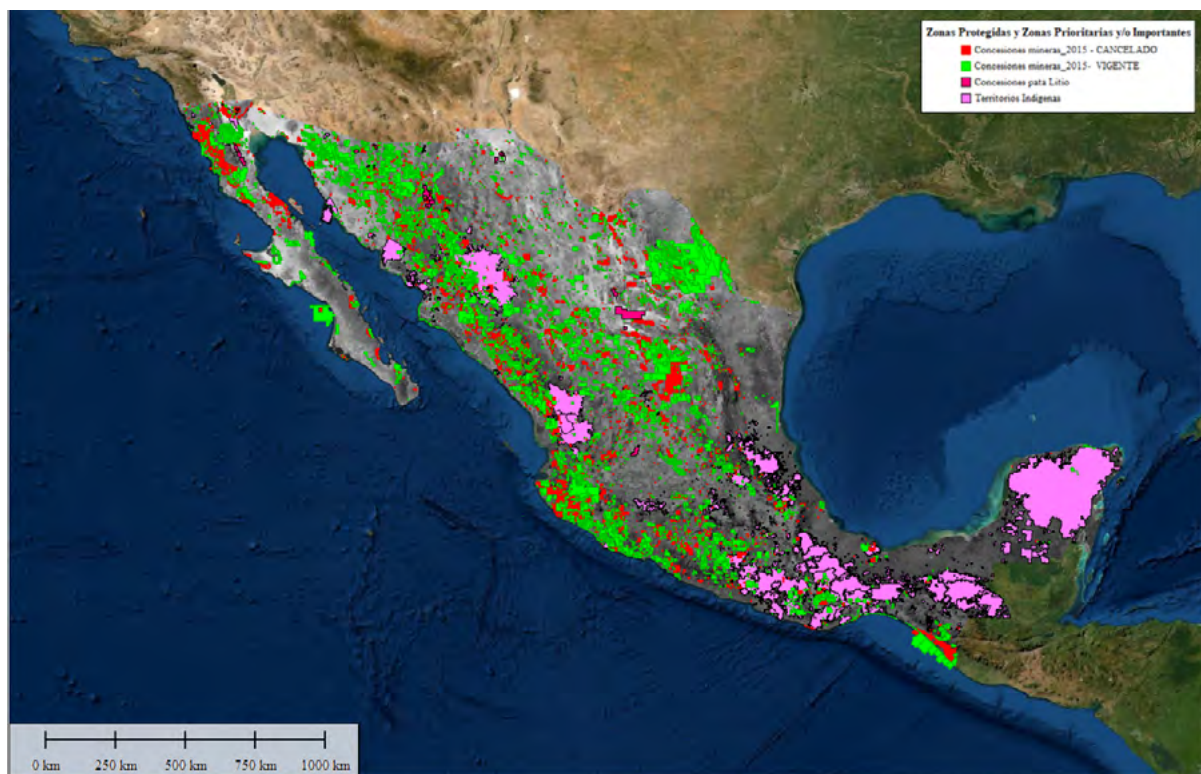 Zonas Protegidas y Zonas Prioritarias y/o Importantes
Concesiones mineras_2015 - CANCELADO
Concesiones mineras_2015- VIGENTE
Concesiones pata Litio
Territorios Indigenas
0 km 250 km 500 km 750 km 1000 km